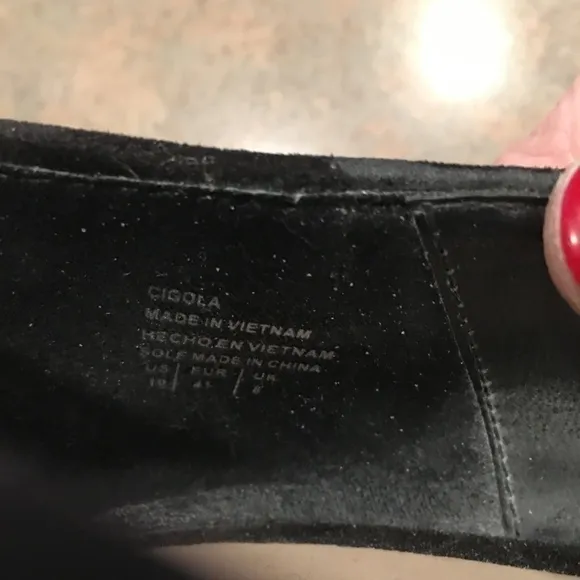 CIGOLA
MADE IN VIETNAM
HECHO EN VIETNAM
SOLE MADE IN CHINA
US | EUR | UK
10 | 41 | 8